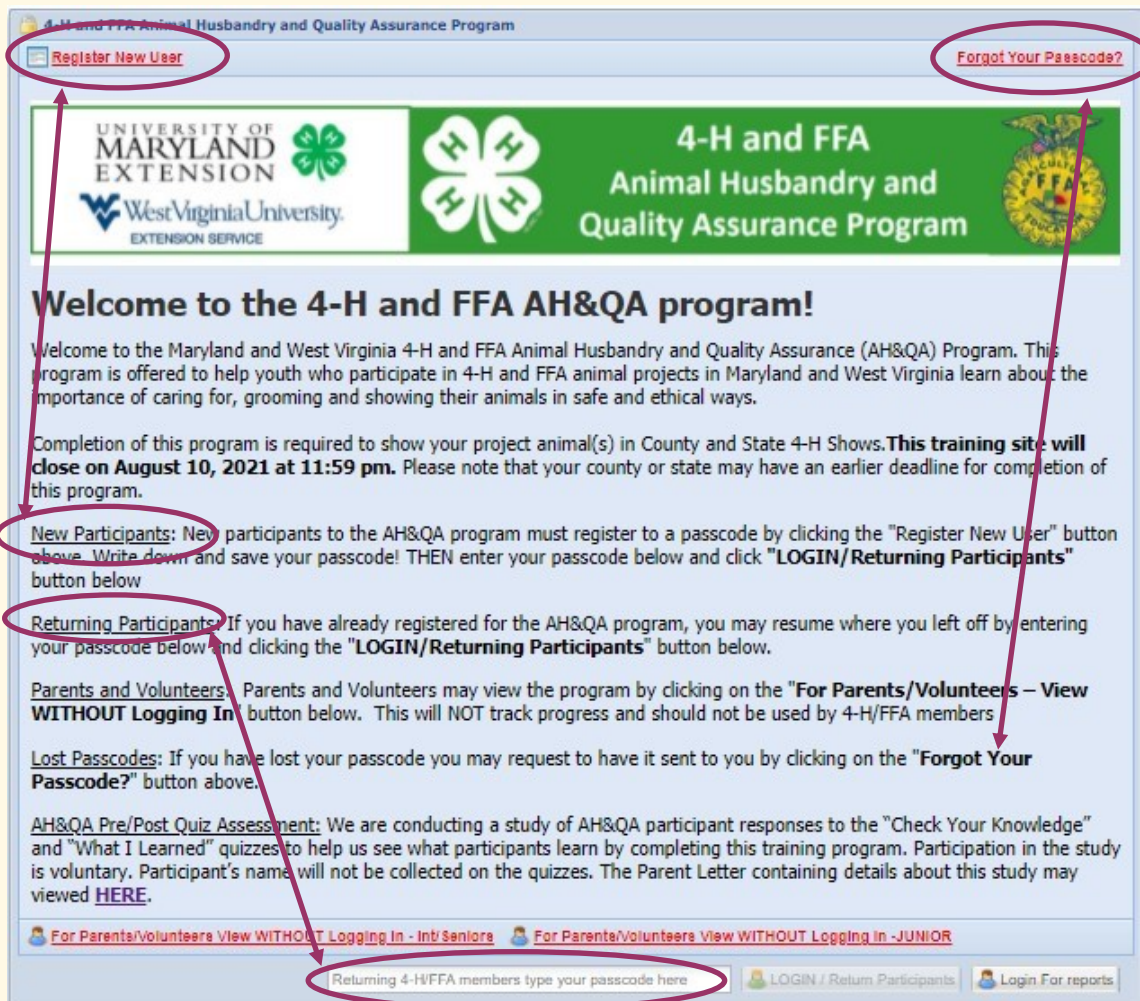 4-H and FFA Animal Husbandry and Quality Assurance Program
Register New User
Forgot Your Passcode?
UNIVERSITY OF
MARYLAND
EXTENSION
West Virginia University.
EXTENSION SERVICE
H H H H
4-H and FFA
Animal Husbandry and
Quality Assurance Program
AGRICULTURAL
FFA
EDUCATION
Welcome to the 4-H and FFA AH&QA program!
Welcome to the Maryland and West Virginia 4-H and FFA Animal Husbandry and Quality Assurance (AH&QA) Program. This
program is offered to help youth who participate in 4-H and FFA animal projects in Maryland and West Virginia learn about the
importance of caring for, grooming and showing their animals in safe and ethical ways.
Completion of this program is required to show your project animal(s) in County and State 4-H Shows.This training site will
close on August 10, 2021 at 11:59 pm. Please note that your county or state may have an earlier deadline for completion of
this program.
New Participants: New participants to the AH&QA program must register to a passcode by clicking the "Register New User" button
above. Write down and save your passcode! THEN enter your passcode below and click "LOGIN/Returning Participants"
button below
Returning Participants: If you have already registered for the AH&QA program, you may resume where you left off by entering
your passcode below and clicking the "LOGIN/Returning Participants" button below.
Parents and Volunteers: Parents and Volunteers may view the program by clicking on the "For Parents/Volunteers – View
WITHOUT Logging In" button below. This will NOT track progress and should not be used by 4-H/FFA members
Lost Passcodes: If you have lost your passcode you may request to have it sent to you by clicking on the "Forgot Your
Passcode?" button above.
AH&QA Pre/Post Quiz Assessment: We are conducting a study of AH&QA participant responses to the “Check Your Knowledge”
and “What I Learned” quizzes to help us see what participants learn by completing this training program. Participation in the study
is voluntary. Participant’s name will not be collected on the quizzes. The Parent Letter containing details about this study may
viewed HERE.
For Parents/Volunteers View WITHOUT Logging In - Int/Seniors For Parents/Volunteers View WITHOUT Logging In -JUNIOR
Returning 4-H/FFA members type your passcode here LOGIN / Return Participants Login For reports